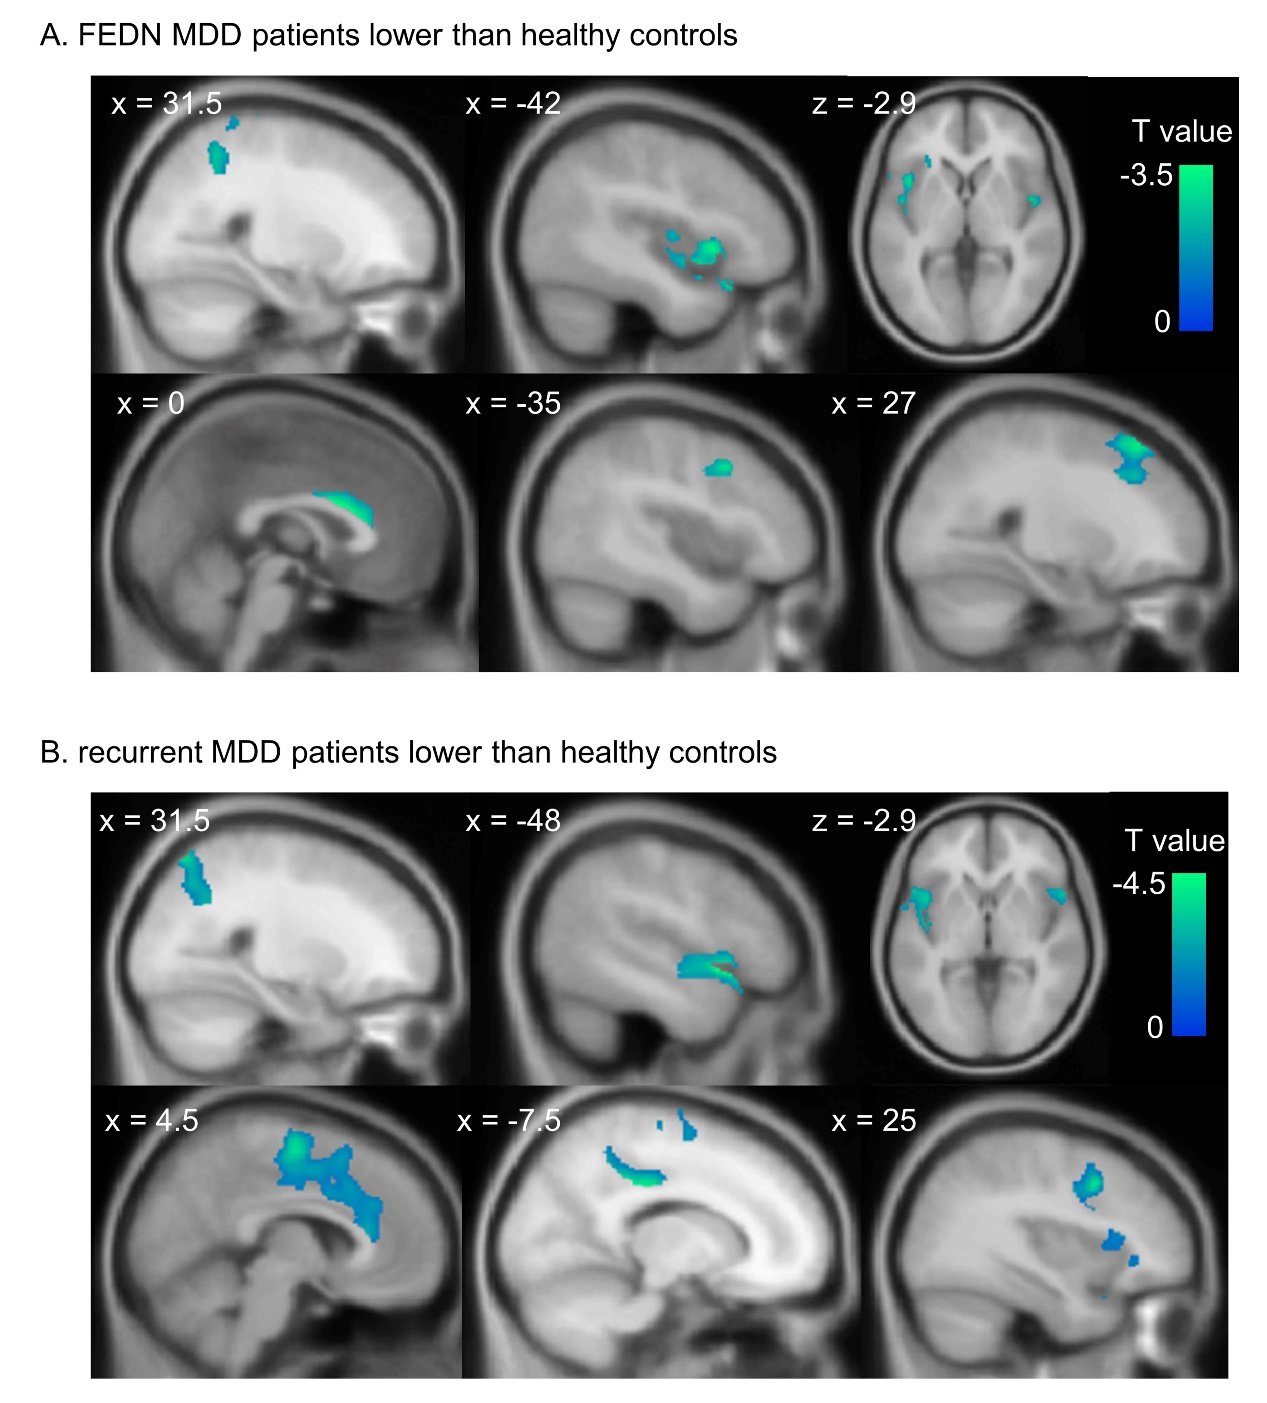 A. FEDN MDD patients lower than healthy controls
x = 31.5
x = -42
z = -2.9
T value
-3.5
0
x = 0
x = -35
x = 27
B. recurrent MDD patients lower than healthy controls
x = 31.5
x = -48
z = -2.9
T value
-4.5
0
x = 4.5
x = -7.5
x = 25